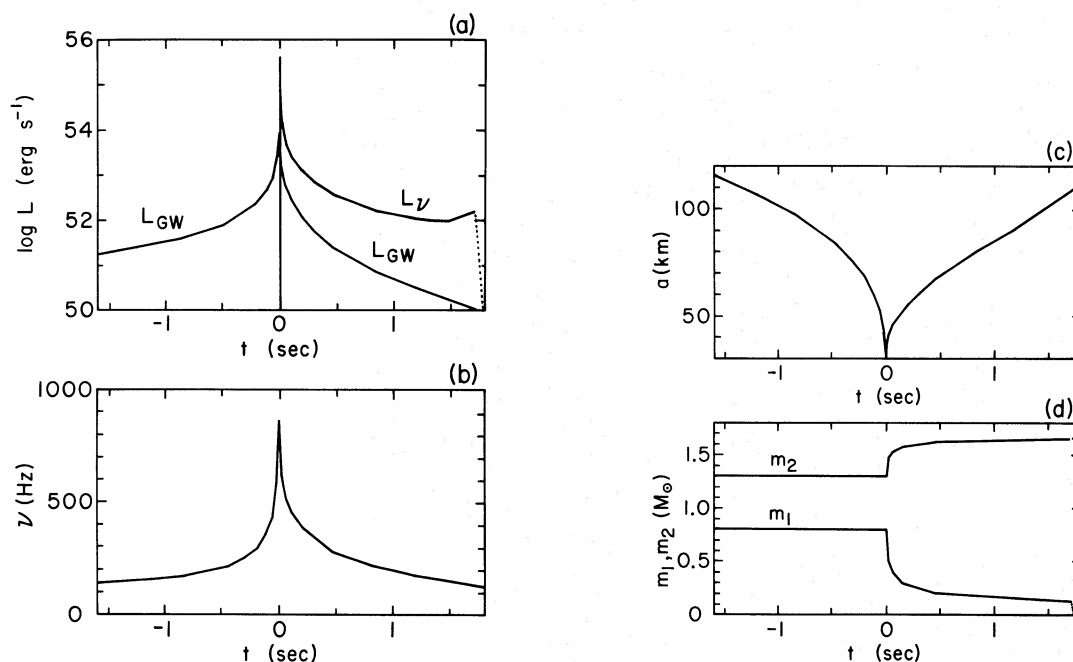 (a)
56
54
52
50
log L (erg s⁻¹)
L_GW
L_ν
L_GW
-1 0 1
t (sec)
(b)
1000
500
0
ν (Hz)
-1 0 1
t (sec)
(c)
100
50
a (km)
-1 0 1
t (sec)
(d)
1.5
1.0
0.5
0
m₁, m₂ (M⊙)
m₂
m₁
-1 0 1
t (sec)